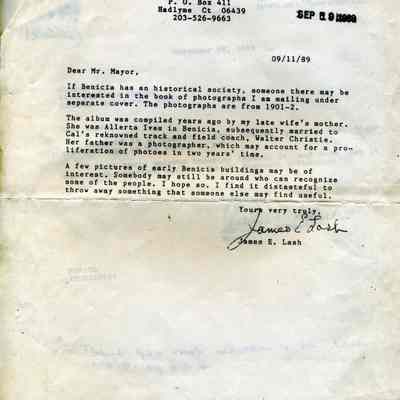 P. O. Box 411
Hadlyme Ct 06439
203-526-9663
SEP 1989
09/11/89
Dear Mr. Mayor,
If Benicia has an historical society, someone there may be
interested in the book of photographs I am mailing under
separate cover. The photographs are from 1901-2.
The album was compiled years ago by my late wife's mother.
She was Allerta Ivas in Benicia, subsequently married to
Cal's reknowned track and field coach, Walter Christie.
Her father was a photographer, which may account for a pro-
liferation of photoes in two years' time.
A few pictures of early Benicia buildings may be of
interest. Somebody may still be around who can recognize
some of the people. I hope so. I find it distasteful to
throw away something that someone else may find useful.
Yours very truly,
James E Lash
James E. Lash